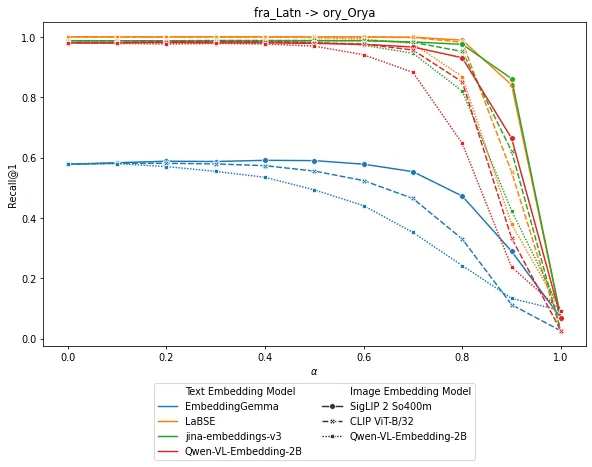 fra_Latn -> ory_Orya
1.0
0.8
0.6
0.4
0.2
0.0
Recall@1
0.0 0.2 0.4 0.6 0.8 1.0
α
Text Embedding Model Image Embedding Model
EmbeddingGemma SigLIP 2 So400m
LaBSE CLIP ViT-B/32
jina-embeddings-v3 Qwen-VL-Embedding-2B
Qwen-VL-Embedding-2B